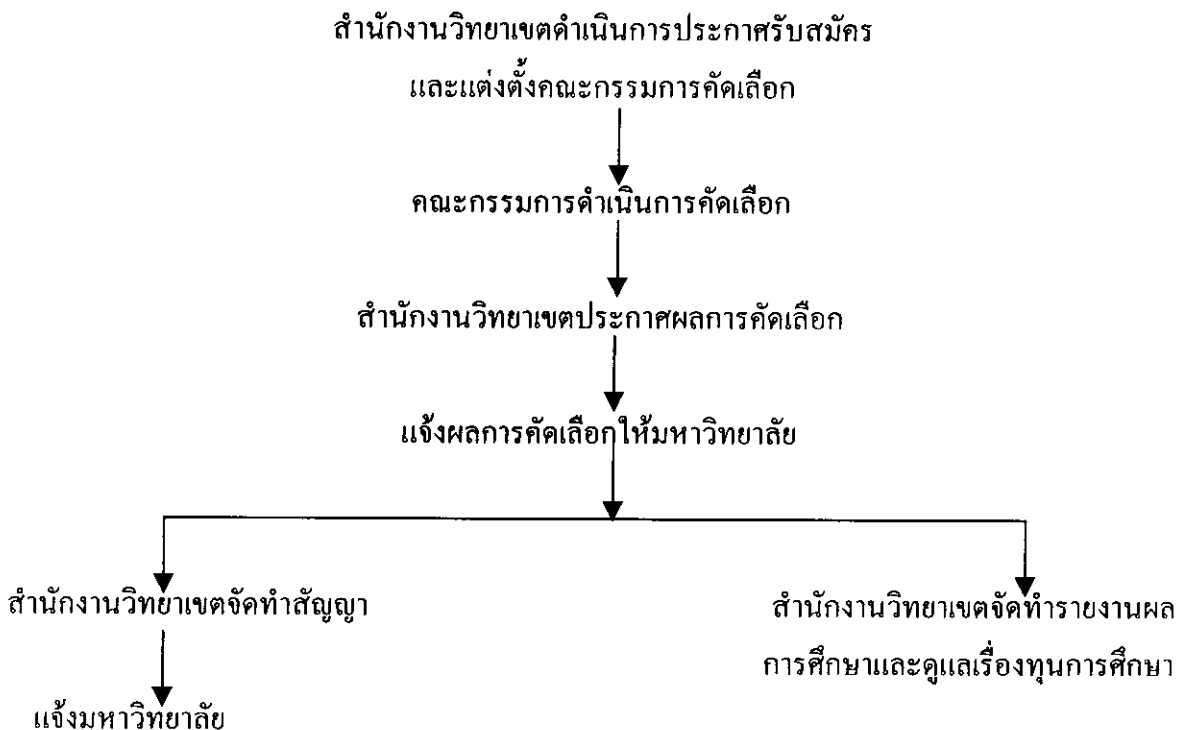 สำนักงานวิทยาเขตดำเนินการประกาศรับสมัคร
และแต่งตั้งคณะกรรมการคัดเลือก
คณะกรรมการดำเนินการคัดเลือก
สำนักงานวิทยาเขตประกาศผลการคัดเลือก
แจ้งผลการคัดเลือกให้มหาวิทยาลัย
สำนักงานวิทยาเขตจัดทำสัญญา
แจ้งมหาวิทยาลัย
สำนักงานวิทยาเขตจัดทำรายงานผล
การศึกษาและดูแลเรื่องทุนการศึกษา